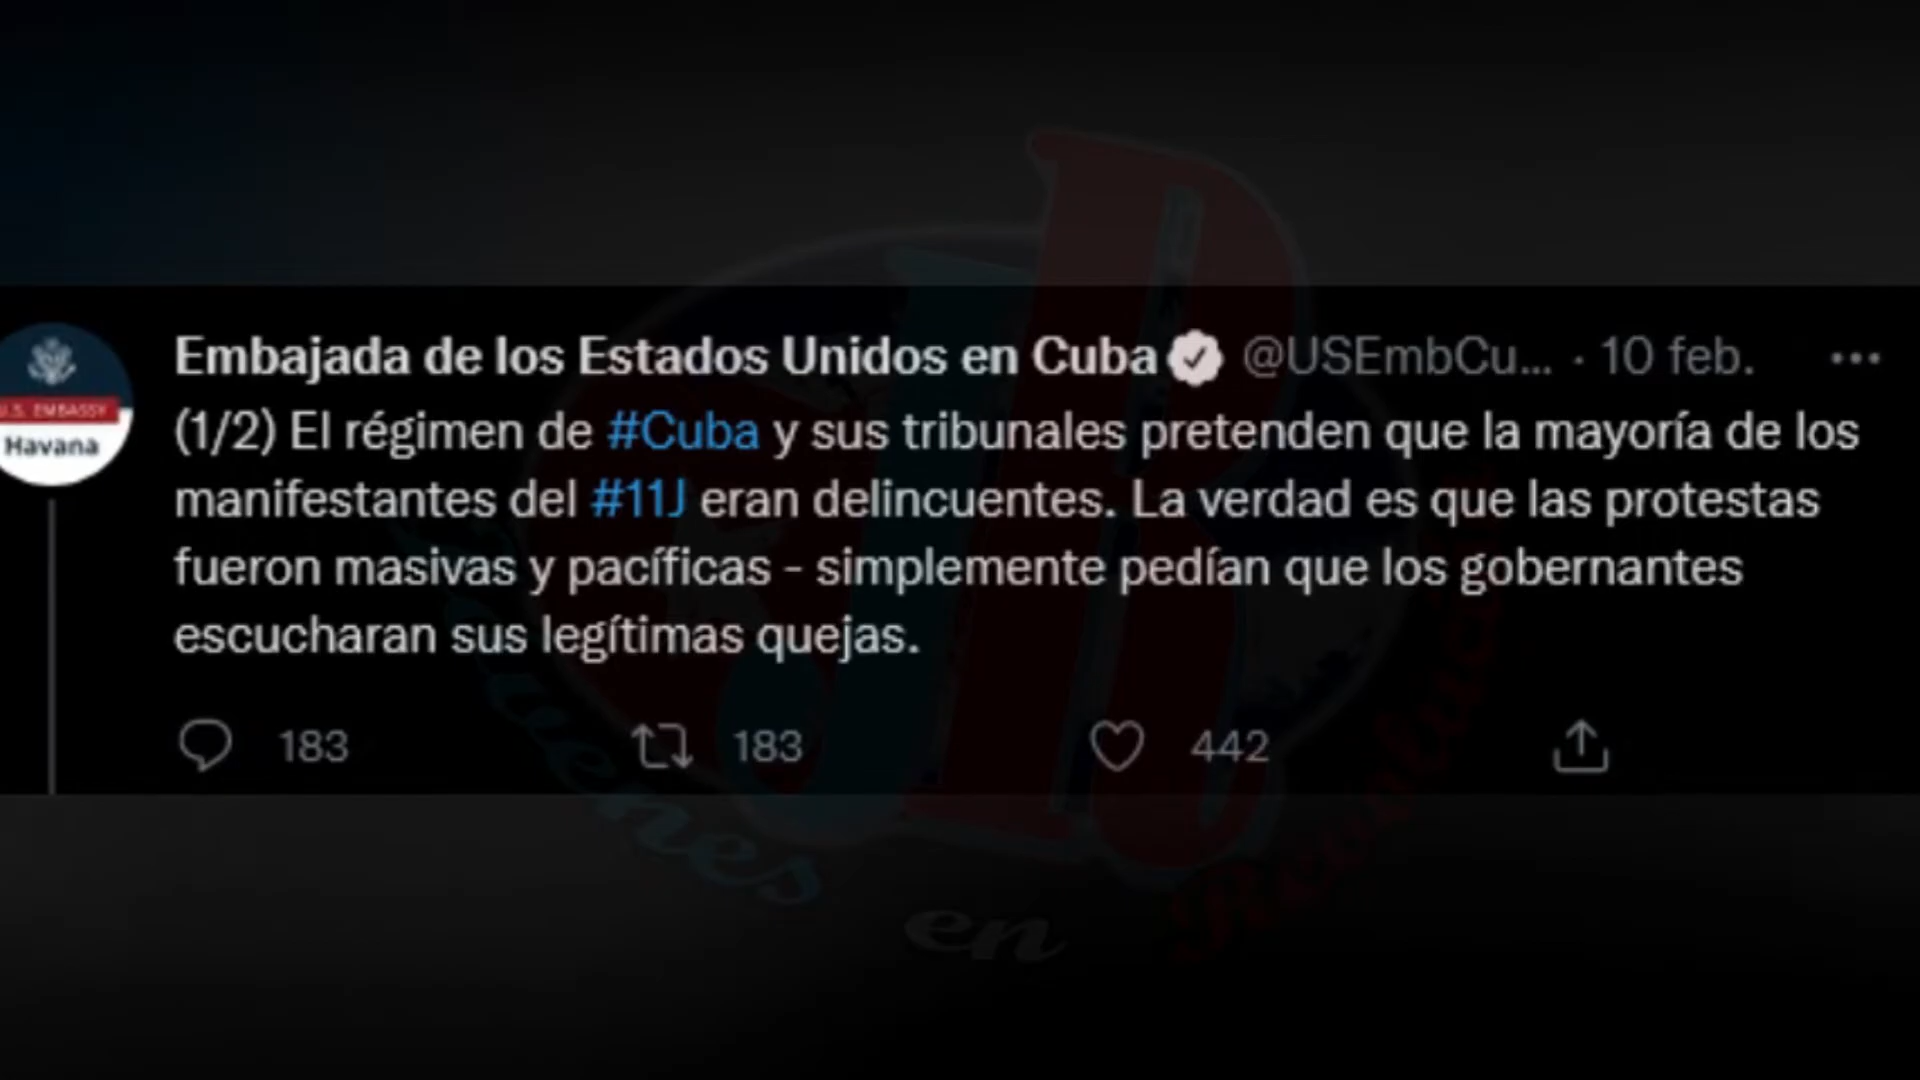 Embajada de los Estados Unidos en Cuba @USEmbCu... · 10 feb.
U.S. EMBASSY
Havana
(1/2) El régimen de #Cuba y sus tribunales pretenden que la mayoría de los
manifestantes del #11J eran delincuentes. La verdad es que las protestas
fueron masivas y pacíficas - simplemente pedían que los gobernantes
escucharan sus legítimas quejas.
183 183 442
en